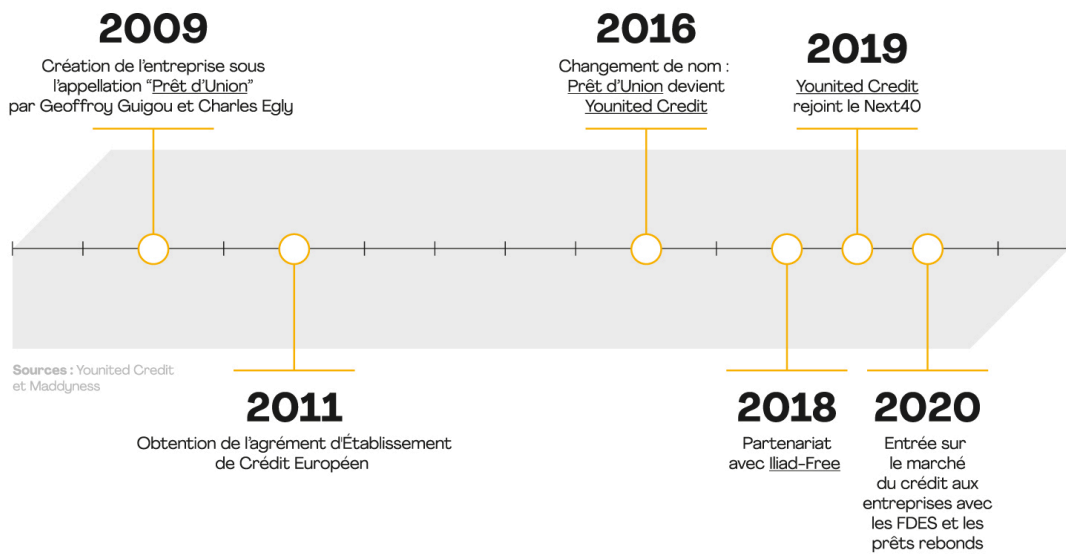 2009
Création de l'entreprise sous
l'appellation “Prêt d'Union”
par Geoffroy Guigou et Charles Egly
2016
Changement de nom :
Prêt d'Union devient
Younited Credit
2019
Younited Credit
rejoint le Next40
Sources : Younited Credit
et Maddyness
2011
Obtention de l'agrément d'Établissement
de Crédit Européen
2018
Partenariat
avec Iliad-Free
2020
Entrée sur
le marché
du crédit aux
entreprises avec
les FDES et les
prêts rebonds